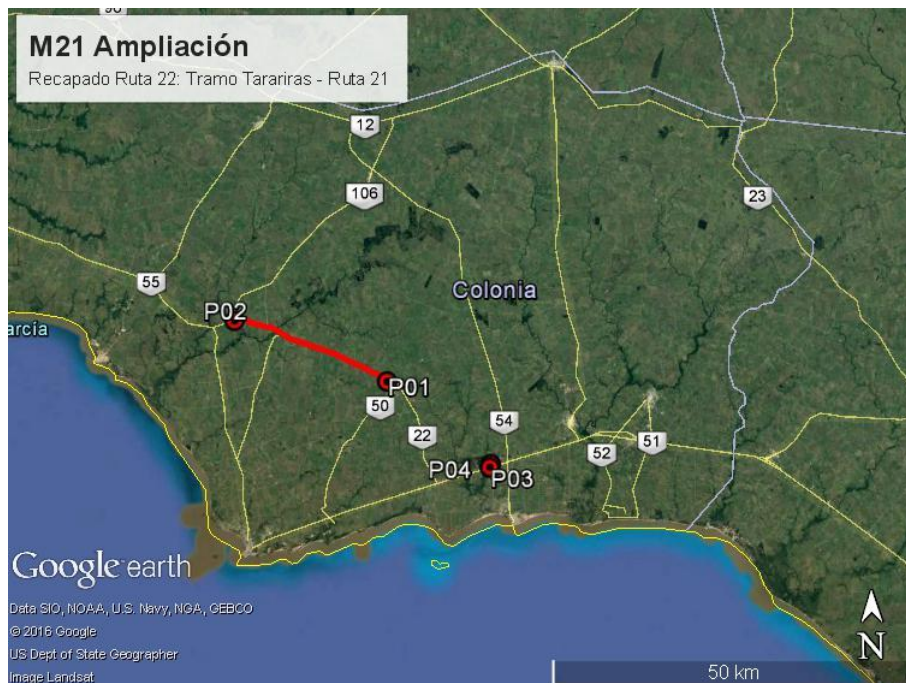 M21 Ampliación
Recapado Ruta 22: Tramo Tarariras - Ruta 21
12
106
23
55
Colonia
P02
arcía
P01
50
54
22
52
51
P04
P03
Google earth
Data SIO, NOAA, U.S. Navy, NGA, GEBCO
© 2016 Google
US Dept of State Geographer
Image Landsat
N
50 km